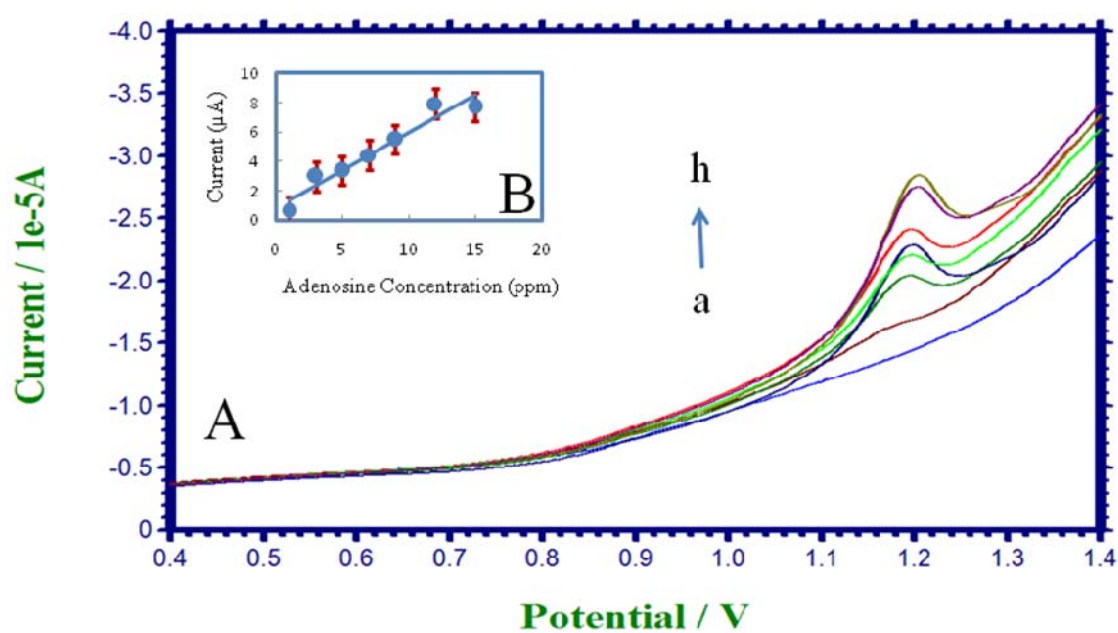 -4.0
-3.5
-3.0
-2.5
-2.0
-1.5
-1.0
-0.5
0
Current / 1e-5A
10
8
6
4
2
0
Current (µA)
0 5 10 15 20
Adenosine Concentration (ppm)
B
h
a
A
0.4 0.5 0.6 0.7 0.8 0.9 1.0 1.1 1.2 1.3 1.4
Potential / V